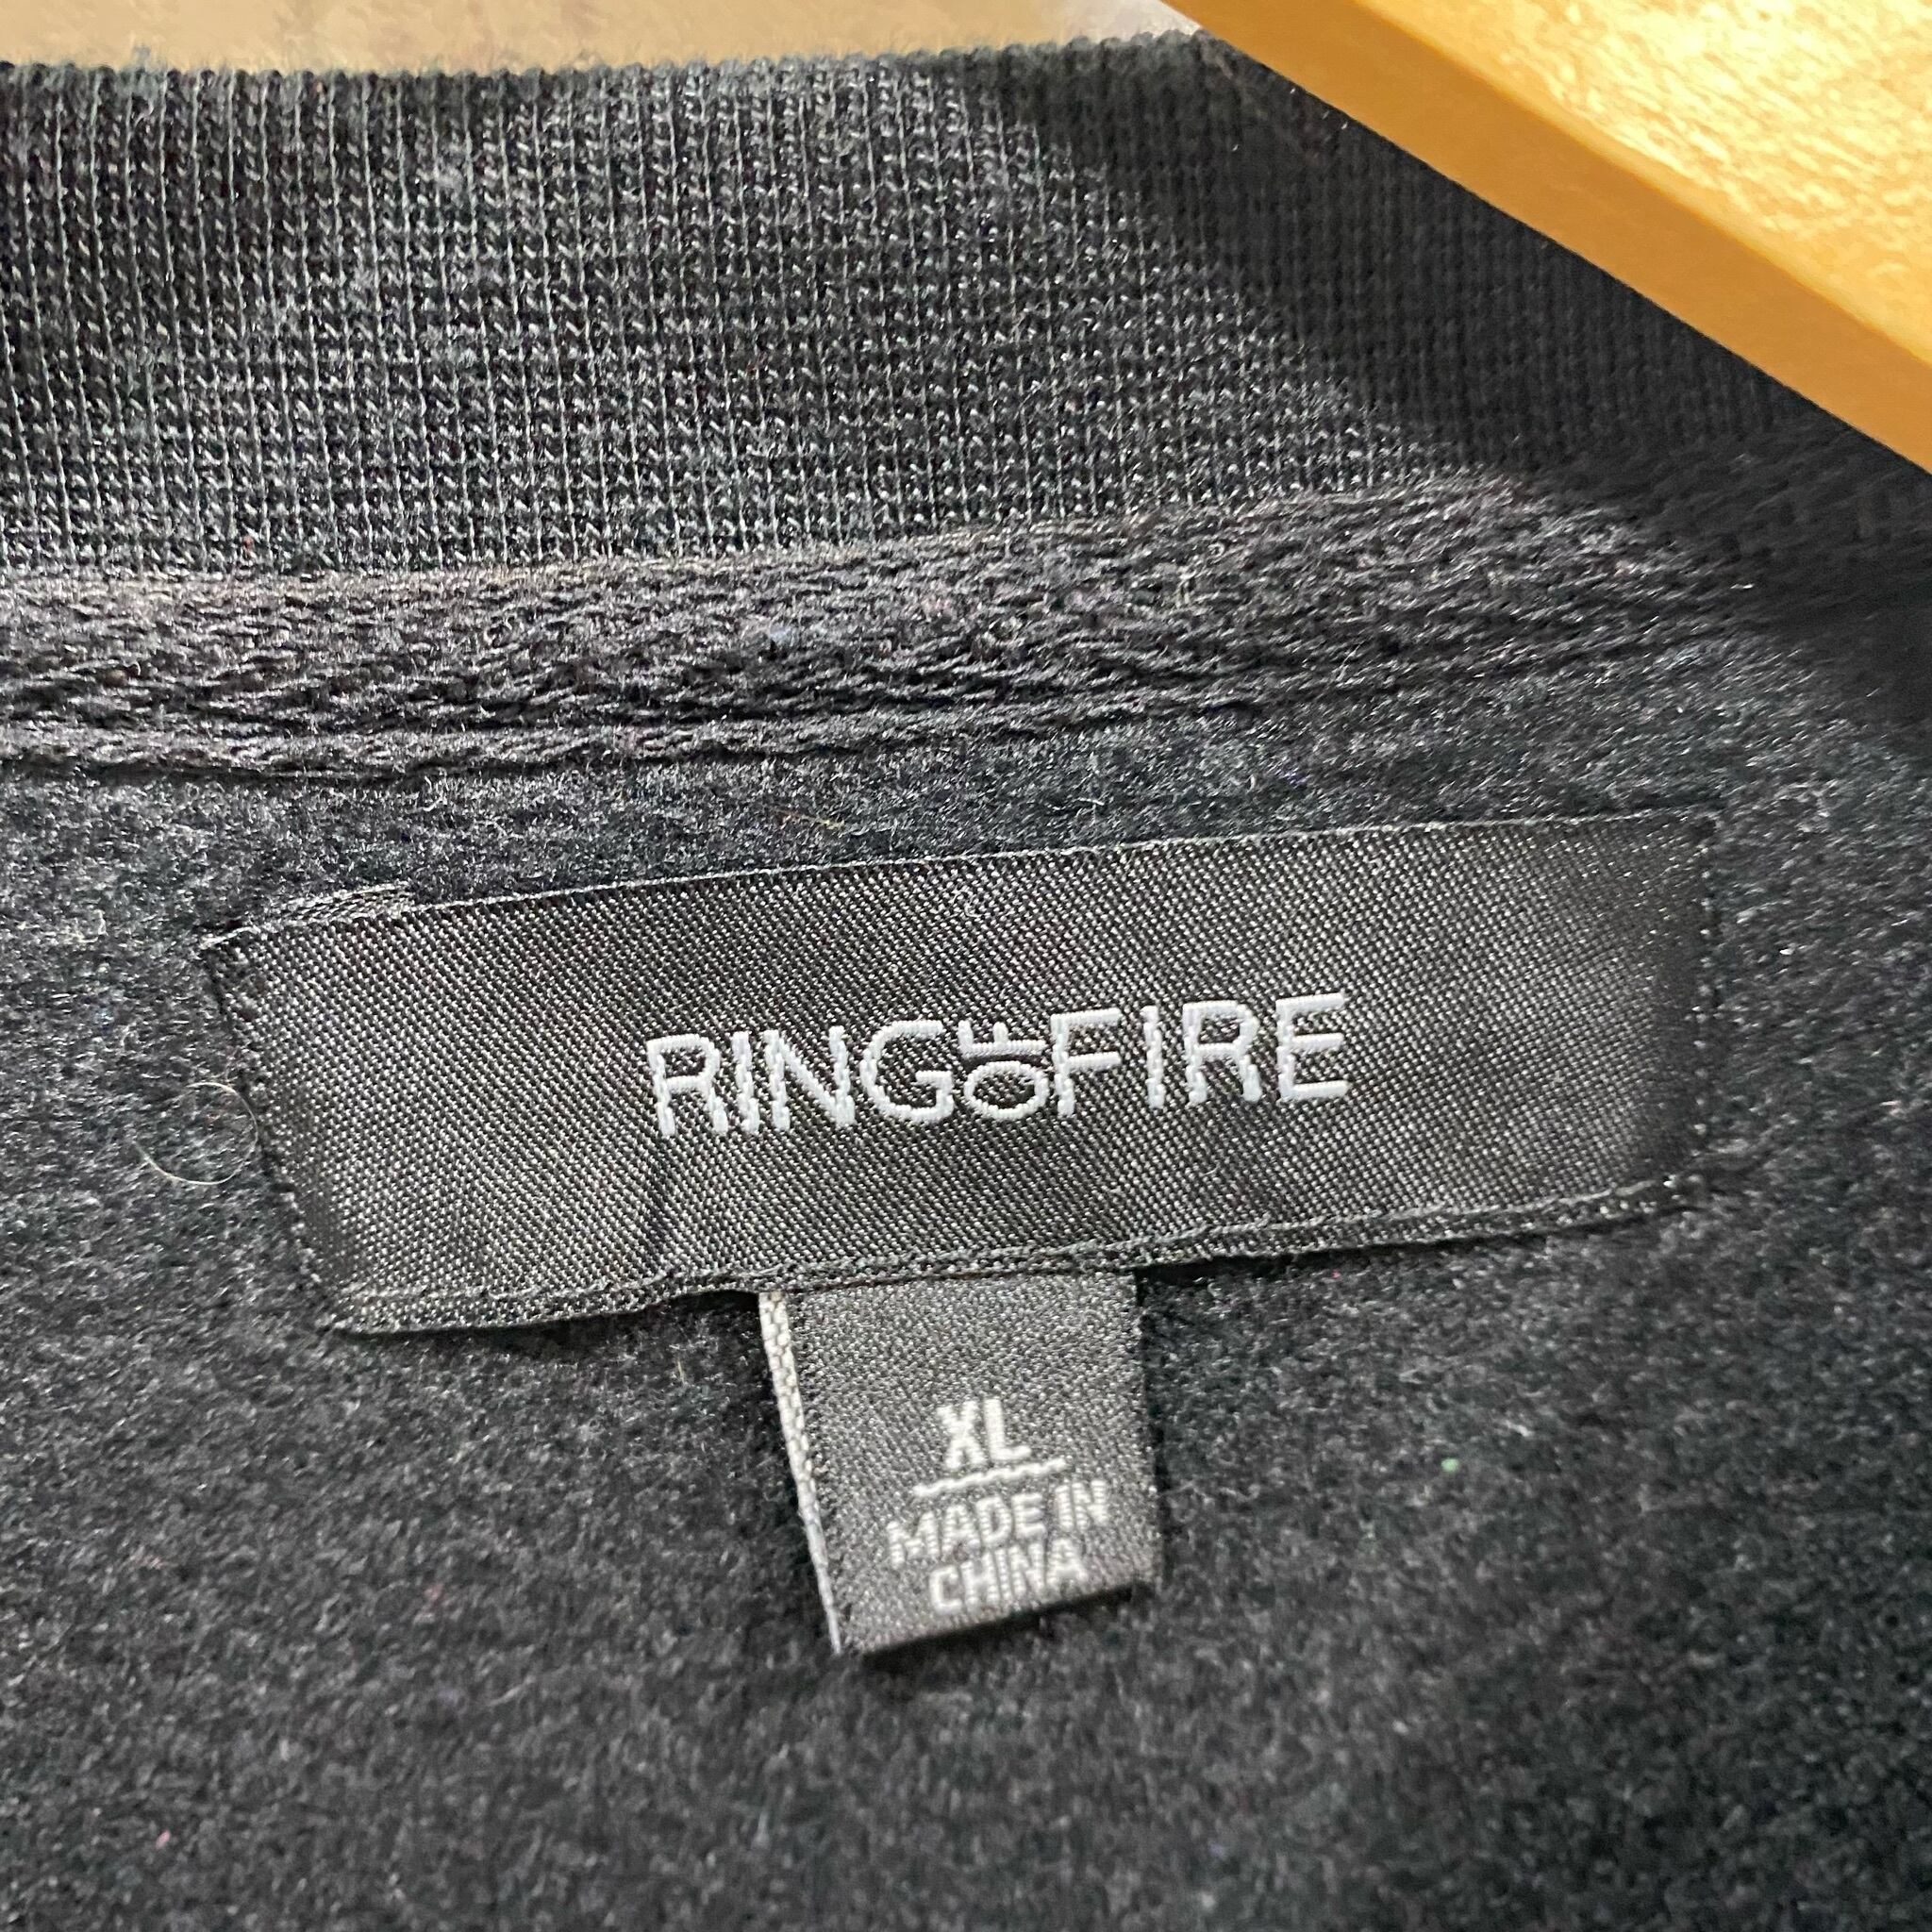 RING OF FIRE
XL
MADE IN
CHINA